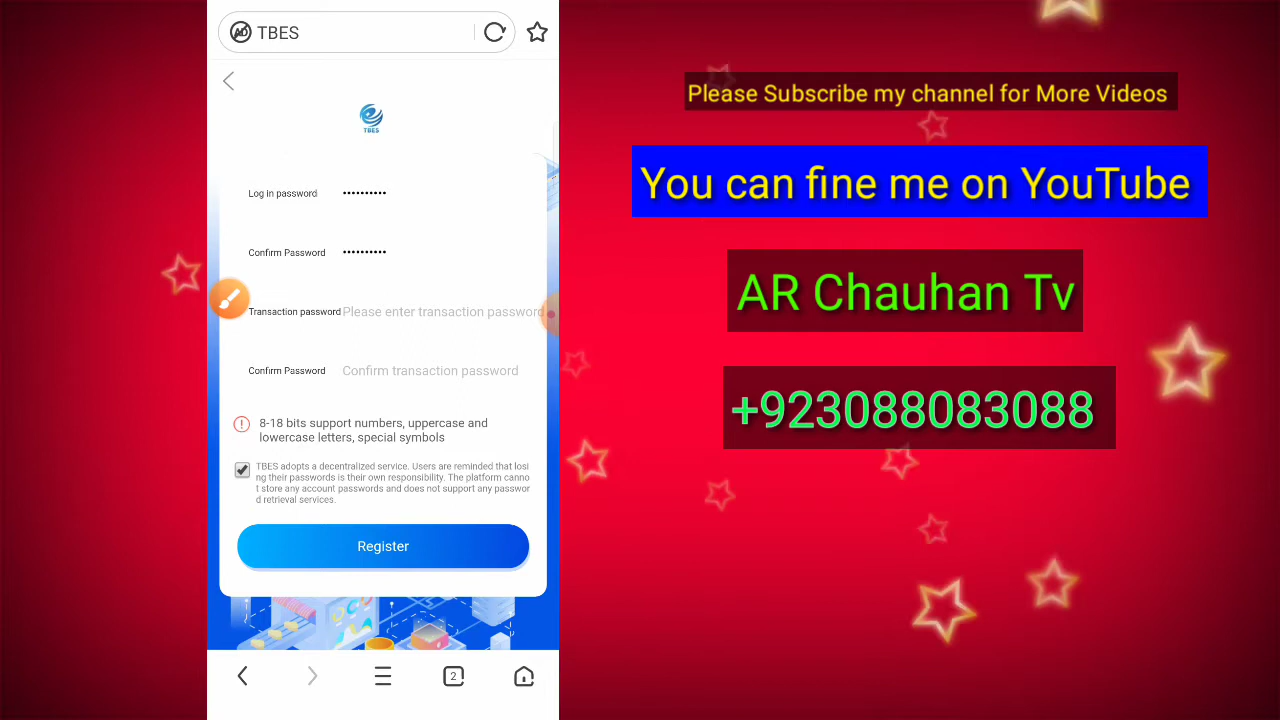 TBES
TBES
Log in password ••••••••••
Confirm Password ••••••••••
Transaction password Please enter transaction password
Confirm Password Confirm transaction password
8-18 bits support numbers, uppercase and
lowercase letters, special symbols
TBES adopts a decentralized service. Users are reminded that losi
ng their passwords is their own responsibility. The platform canno
t store any account passwords and does not support any passwor
d retrieval services.
Register
2
Please Subscribe my channel for More Videos
You can fine me on YouTube
AR Chauhan Tv
+923088083088